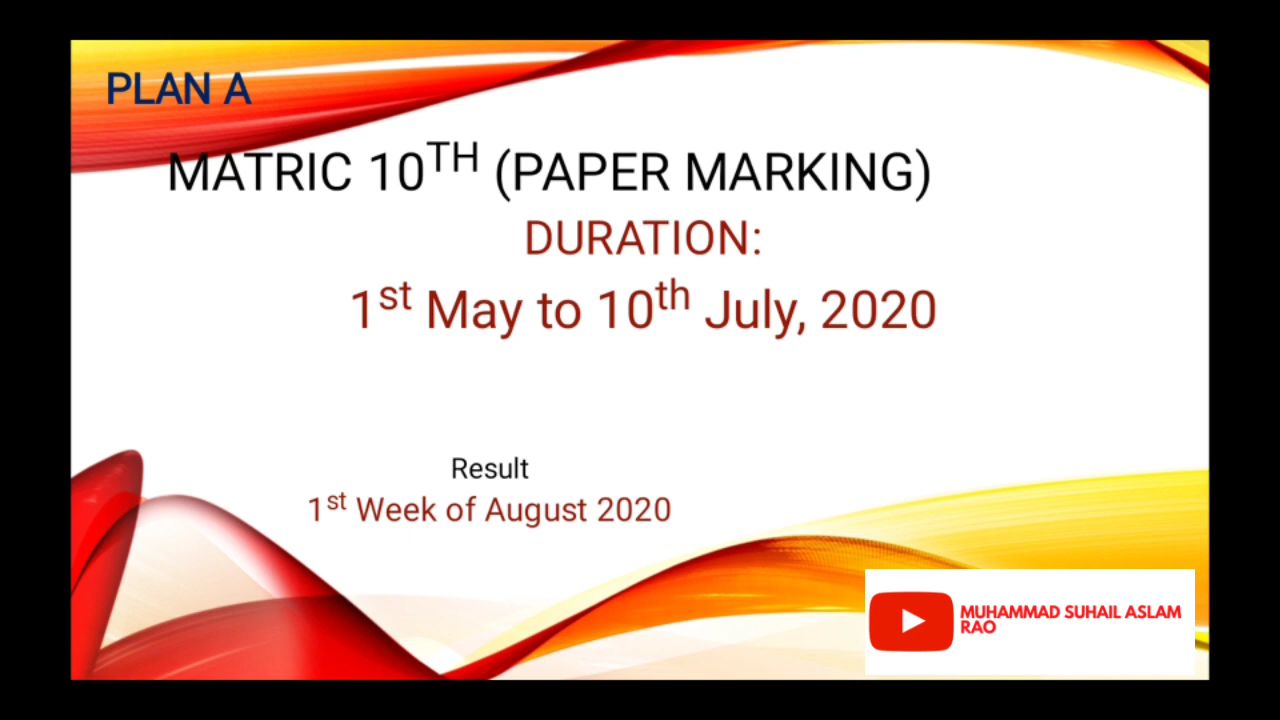 PLAN A
MATRIC 10TH (PAPER MARKING)
DURATION:
1st May to 10th July, 2020
Result
1st Week of August 2020
MUHAMMAD SUHAIL ASLAM
RAO